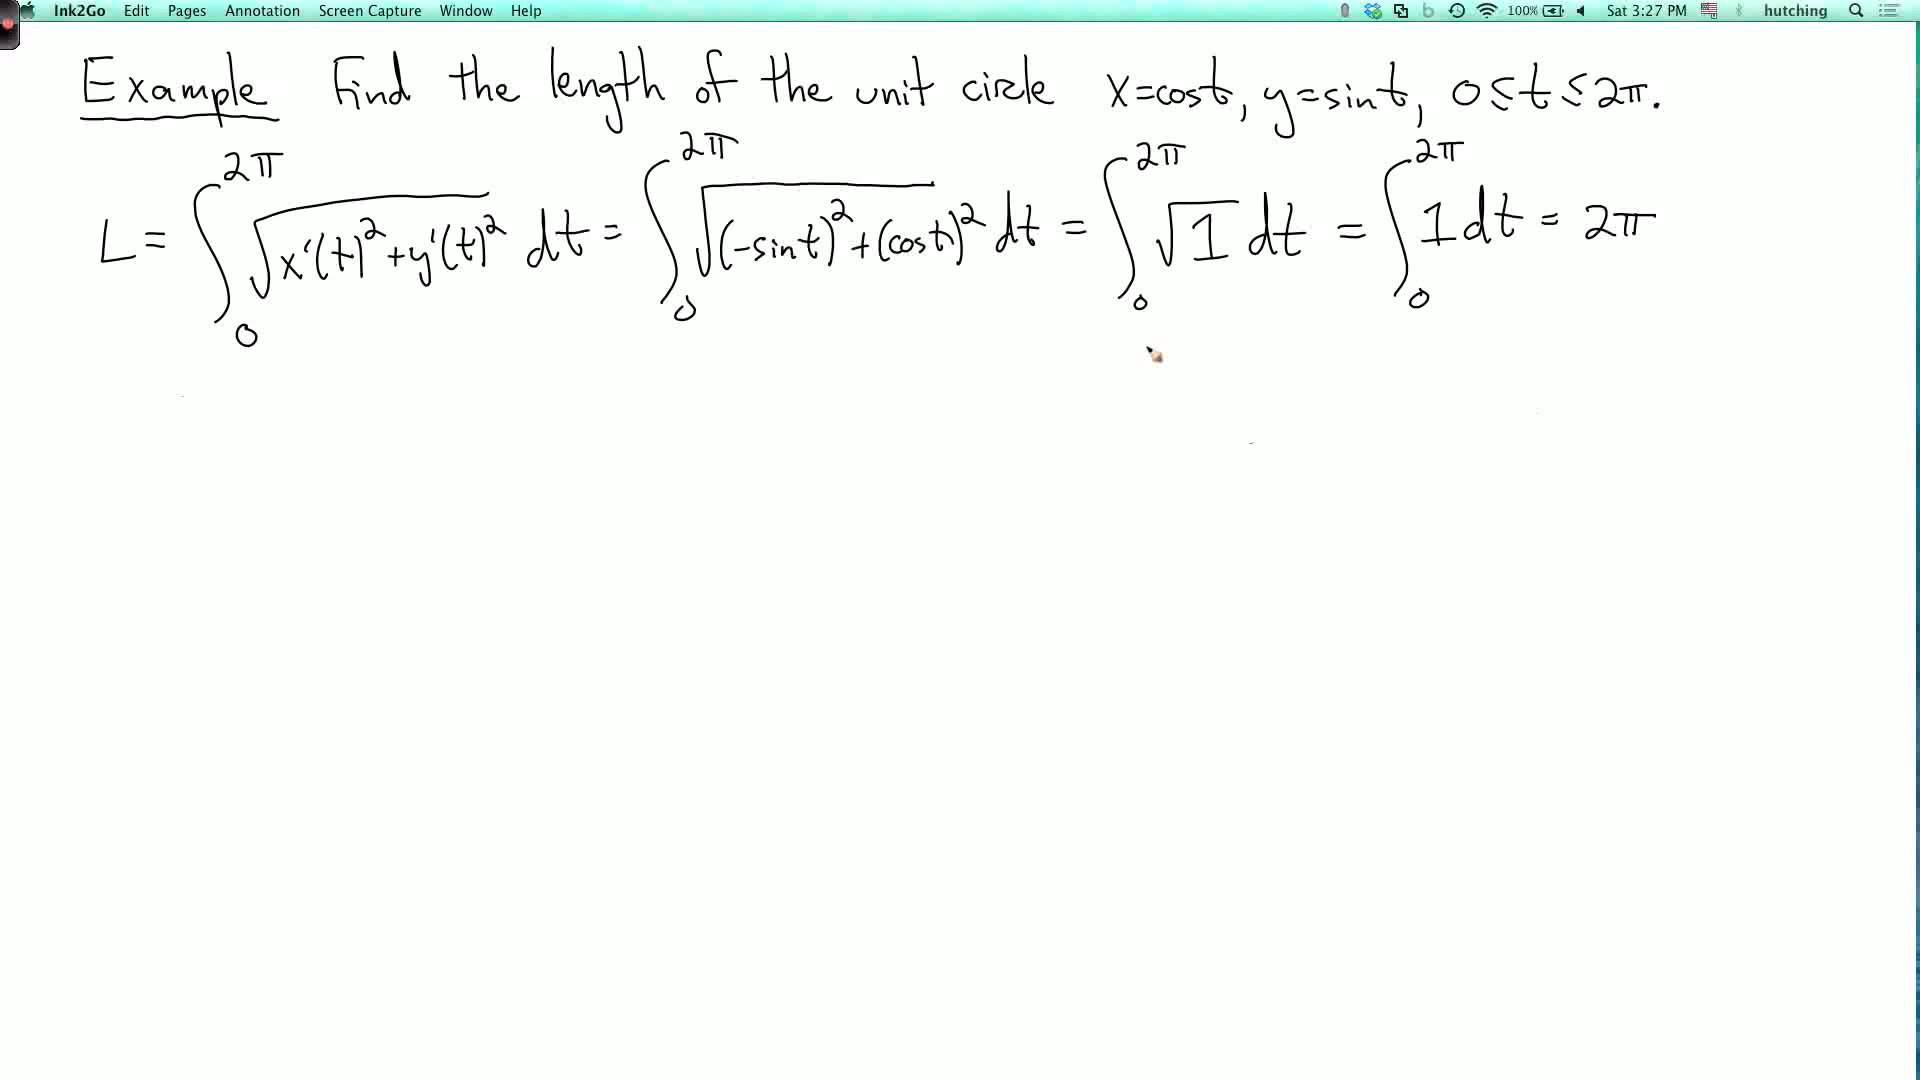 Ink2Go Edit Pages Annotation Screen Capture Window Help 100% Sat 3:27 PM hutching
Example Find the length of the unit circle x=cost, y=sint, 0≤t≤2π.
L = ∫₀^{2π} √(x'(t)²+y'(t)²) dt = ∫₀^{2π} √((-sint)²+(cost)²) dt = ∫₀^{2π} √1 dt = ∫₀^{2π} 1 dt = 2π